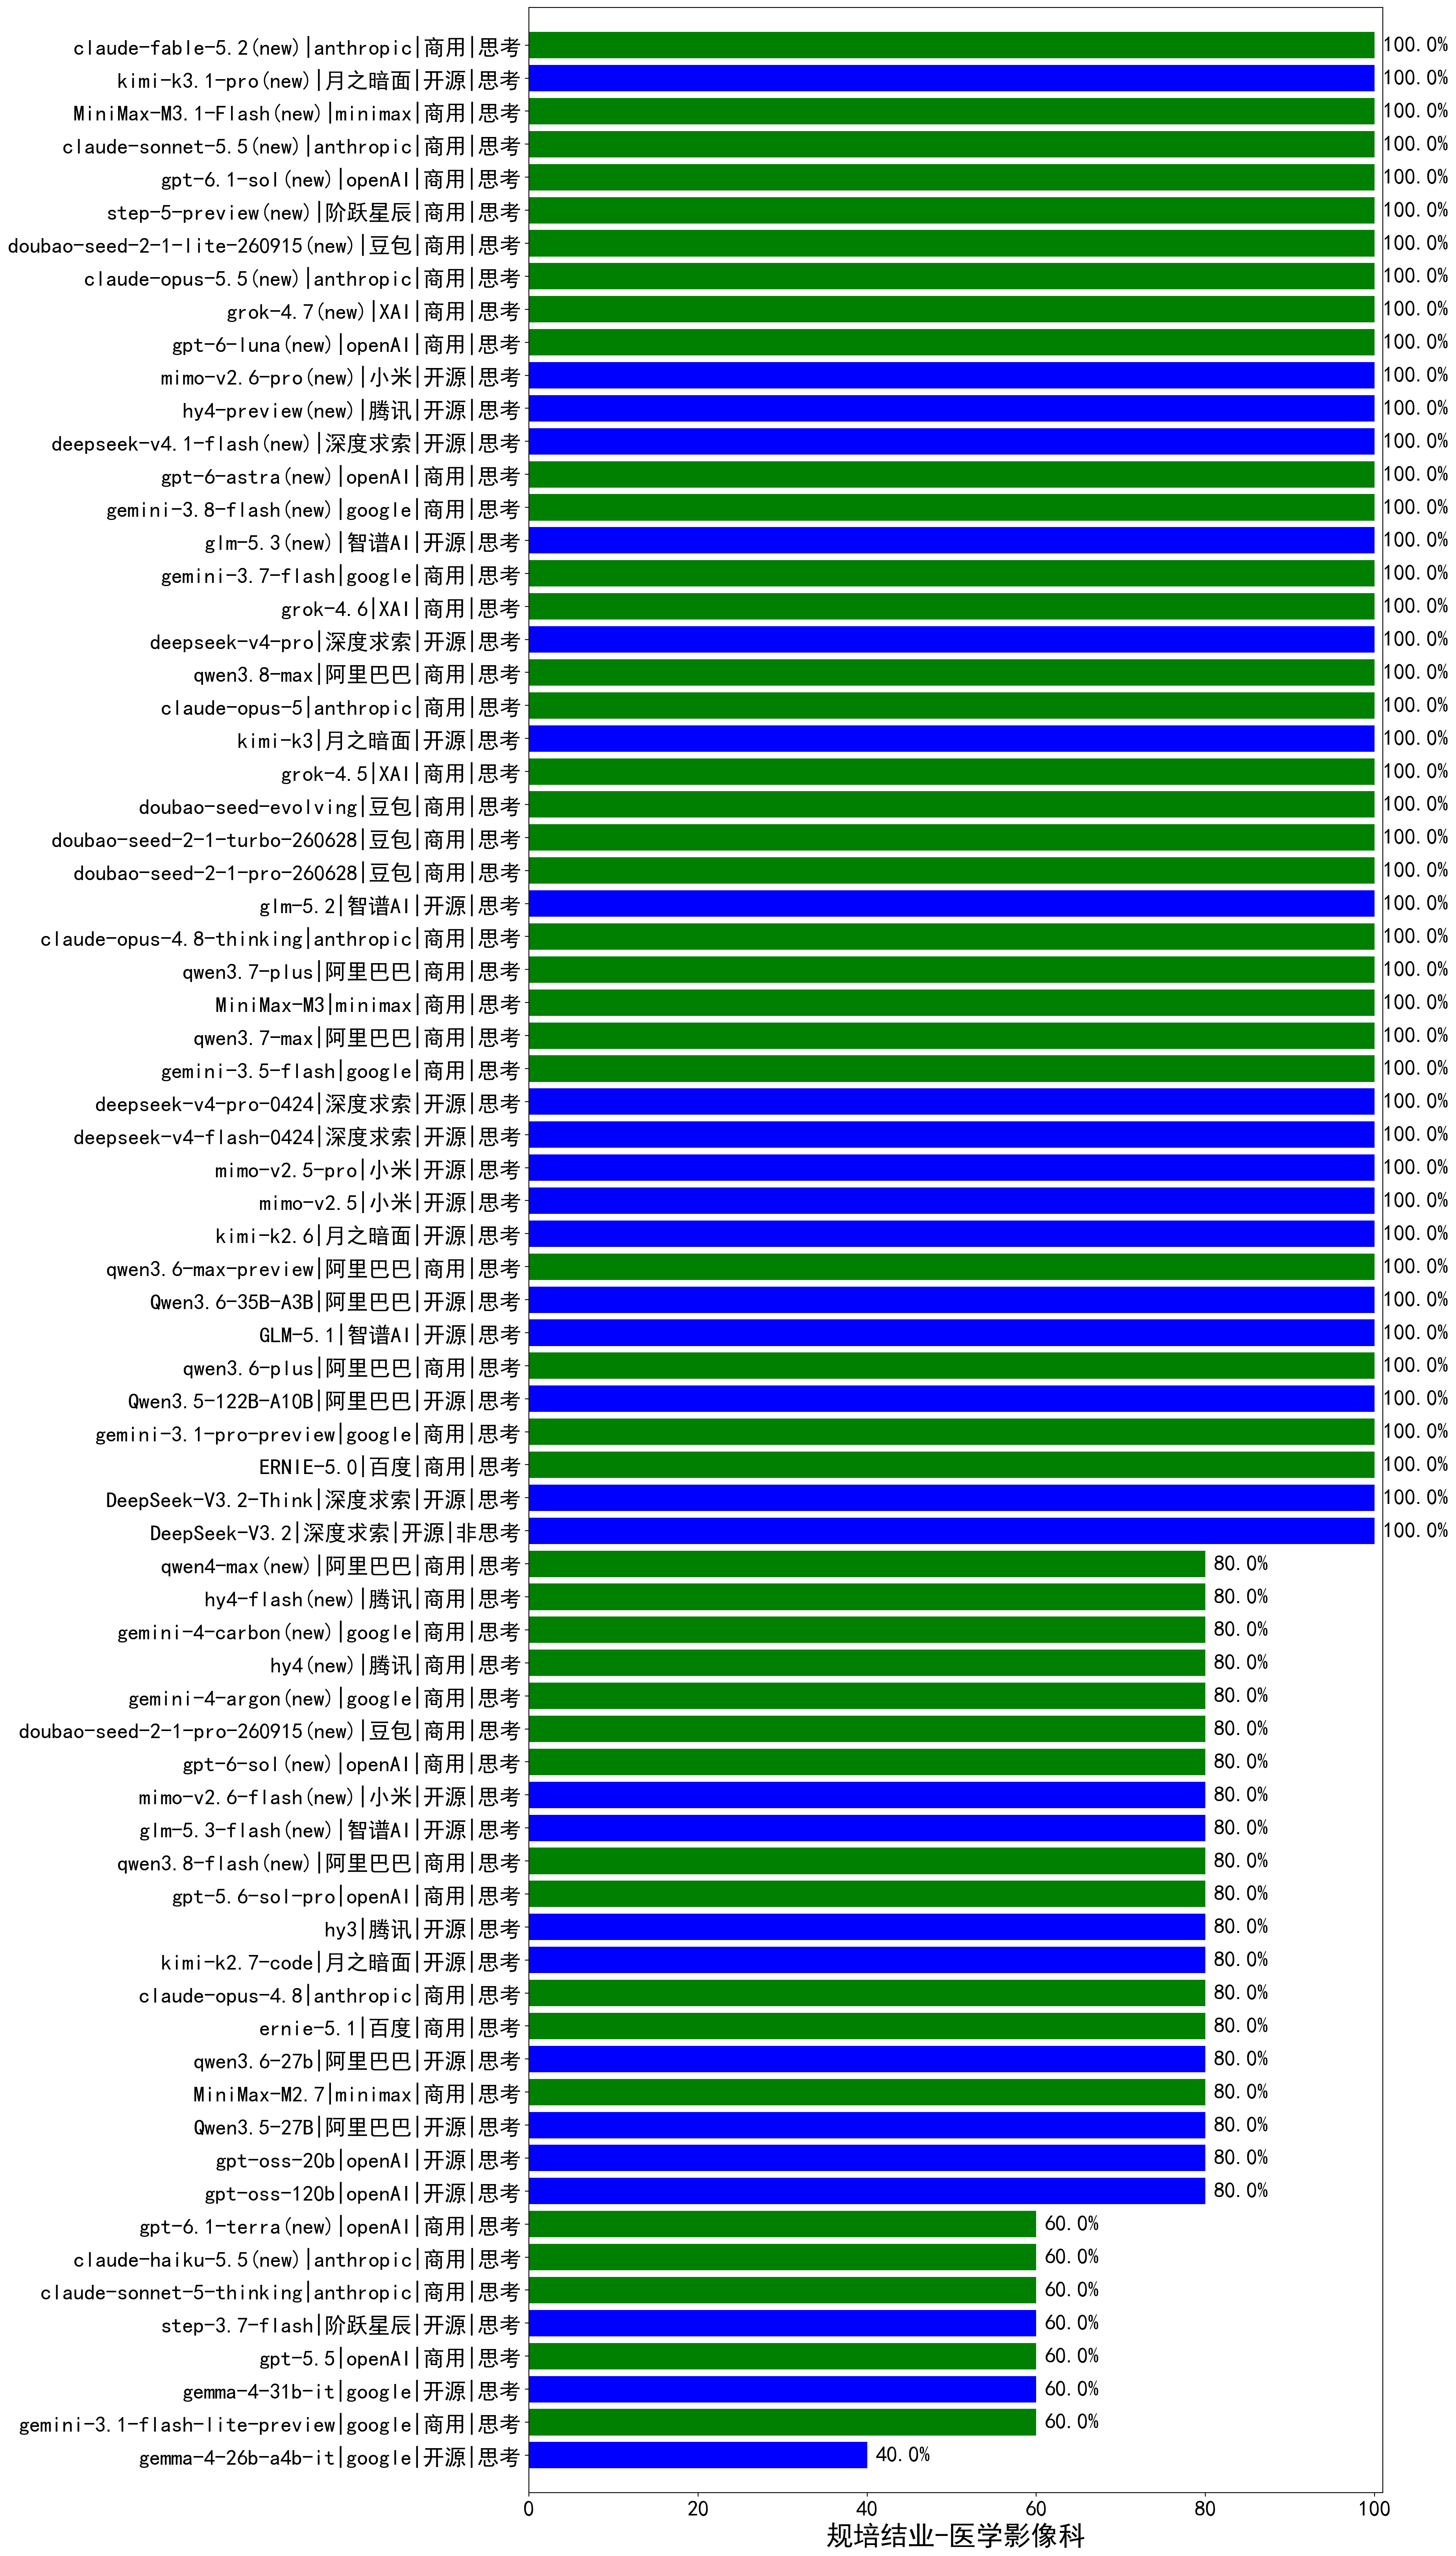 claude-fable-5.2(new)|anthropic|商用|思考 100.0%
kimi-k3.1-pro(new)|月之暗面|开源|思考 100.0%
MiniMax-M3.1-Flash(new)|minimax|商用|思考 100.0%
claude-sonnet-5.5(new)|anthropic|商用|思考 100.0%
gpt-6.1-sol(new)|openAI|商用|思考 100.0%
step-5-preview(new)|阶跃星辰|商用|思考 100.0%
doubao-seed-2-1-lite-260915(new)|豆包|商用|思考 100.0%
claude-opus-5.5(new)|anthropic|商用|思考 100.0%
grok-4.7(new)|XAI|商用|思考 100.0%
gpt-6-luna(new)|openAI|商用|思考 100.0%
mimo-v2.6-pro(new)|小米|开源|思考 100.0%
hy4-preview(new)|腾讯|开源|思考 100.0%
deepseek-v4.1-flash(new)|深度求索|开源|思考 100.0%
gpt-6-astra(new)|openAI|商用|思考 100.0%
gemini-3.8-flash(new)|google|商用|思考 100.0%
glm-5.3(new)|智谱AI|开源|思考 100.0%
gemini-3.7-flash|google|商用|思考 100.0%
grok-4.6|XAI|商用|思考 100.0%
deepseek-v4-pro|深度求索|开源|思考 100.0%
qwen3.8-max|阿里巴巴|商用|思考 100.0%
claude-opus-5|anthropic|商用|思考 100.0%
kimi-k3|月之暗面|开源|思考 100.0%
grok-4.5|XAI|商用|思考 100.0%
doubao-seed-evolving|豆包|商用|思考 100.0%
doubao-seed-2-1-turbo-260628|豆包|商用|思考 100.0%
doubao-seed-2-1-pro-260628|豆包|商用|思考 100.0%
glm-5.2|智谱AI|开源|思考 100.0%
claude-opus-4.8-thinking|anthropic|商用|思考 100.0%
qwen3.7-plus|阿里巴巴|商用|思考 100.0%
MiniMax-M3|minimax|商用|思考 100.0%
qwen3.7-max|阿里巴巴|商用|思考 100.0%
gemini-3.5-flash|google|商用|思考 100.0%
deepseek-v4-pro-0424|深度求索|开源|思考 100.0%
deepseek-v4-flash-0424|深度求索|开源|思考 100.0%
mimo-v2.5-pro|小米|开源|思考 100.0%
mimo-v2.5|小米|开源|思考 100.0%
kimi-k2.6|月之暗面|开源|思考 100.0%
qwen3.6-max-preview|阿里巴巴|商用|思考 100.0%
Qwen3.6-35B-A3B|阿里巴巴|开源|思考 100.0%
GLM-5.1|智谱AI|开源|思考 100.0%
qwen3.6-plus|阿里巴巴|商用|思考 100.0%
Qwen3.5-122B-A10B|阿里巴巴|开源|思考 100.0%
gemini-3.1-pro-preview|google|商用|思考 100.0%
ERNIE-5.0|百度|商用|思考 100.0%
DeepSeek-V3.2-Think|深度求索|开源|思考 100.0%
DeepSeek-V3.2|深度求索|开源|非思考 100.0%
qwen4-max(new)|阿里巴巴|商用|思考 80.0%
hy4-flash(new)|腾讯|商用|思考 80.0%
gemini-4-carbon(new)|google|商用|思考 80.0%
hy4(new)|腾讯|商用|思考 80.0%
gemini-4-argon(new)|google|商用|思考 80.0%
doubao-seed-2-1-pro-260915(new)|豆包|商用|思考 80.0%
gpt-6-sol(new)|openAI|商用|思考 80.0%
mimo-v2.6-flash(new)|小米|开源|思考 80.0%
glm-5.3-flash(new)|智谱AI|开源|思考 80.0%
qwen3.8-flash(new)|阿里巴巴|商用|思考 80.0%
gpt-5.6-sol-pro|openAI|商用|思考 80.0%
hy3|腾讯|开源|思考 80.0%
kimi-k2.7-code|月之暗面|开源|思考 80.0%
claude-opus-4.8|anthropic|商用|思考 80.0%
ernie-5.1|百度|商用|思考 80.0%
qwen3.6-27b|阿里巴巴|开源|思考 80.0%
MiniMax-M2.7|minimax|商用|思考 80.0%
Qwen3.5-27B|阿里巴巴|开源|思考 80.0%
gpt-oss-20b|openAI|开源|思考 80.0%
gpt-oss-120b|openAI|开源|思考 80.0%
gpt-6.1-terra(new)|openAI|商用|思考 60.0%
claude-haiku-5.5(new)|anthropic|商用|思考 60.0%
claude-sonnet-5-thinking|anthropic|商用|思考 60.0%
step-3.7-flash|阶跃星辰|开源|思考 60.0%
gpt-5.5|openAI|商用|思考 60.0%
gemma-4-31b-it|google|开源|思考 60.0%
gemini-3.1-flash-lite-preview|google|商用|思考 60.0%
gemma-4-26b-a4b-it|google|开源|思考 40.0%
0 20 40 60 80 100
规培结业-医学影像科